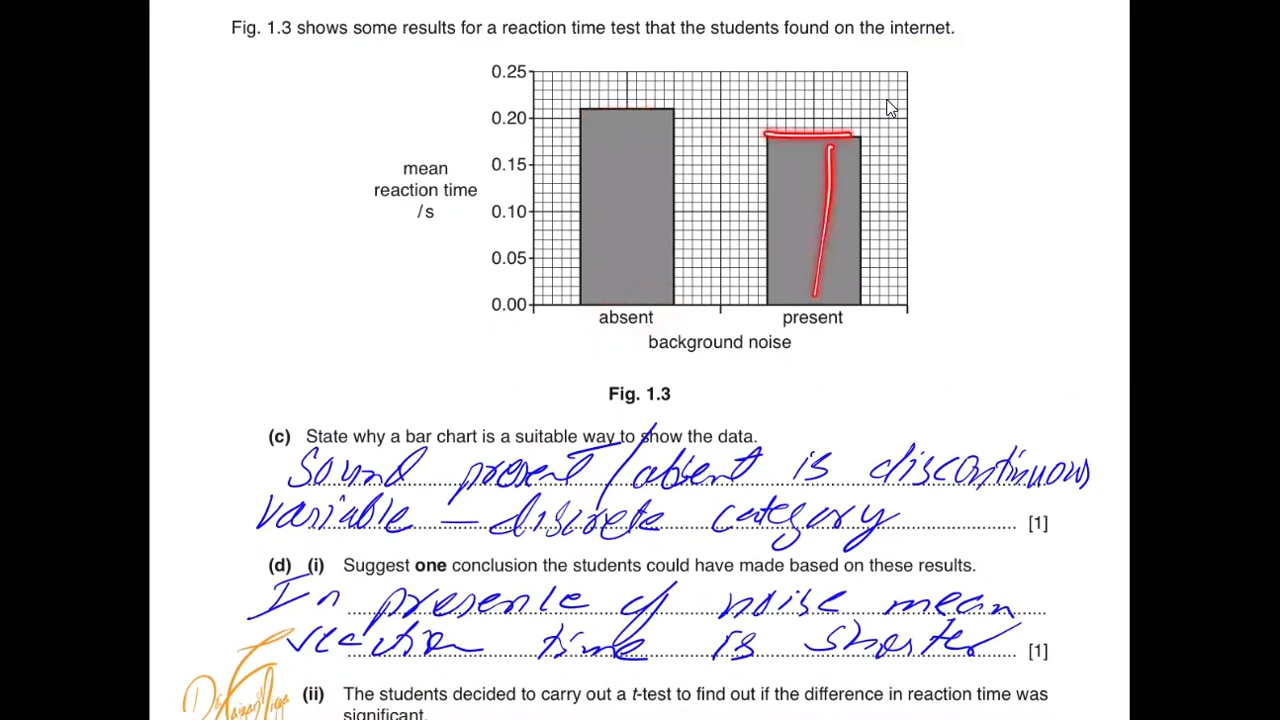 Fig. 1.3 shows some results for a reaction time test that the students found on the internet.
0.25
0.20
0.15
0.10
0.05
0.00
mean
reaction time
/ s
absent present
background noise
Fig. 1.3
(c) State why a bar chart is a suitable way to show the data.
Sound present / absent is discontinuous
variable — discrete category [1]
(d) (i) Suggest one conclusion the students could have made based on these results.
In presence of noise mean
reaction time is shorter [1]
(ii) The students decided to carry out a t-test to find out if the difference in reaction time was
significant.